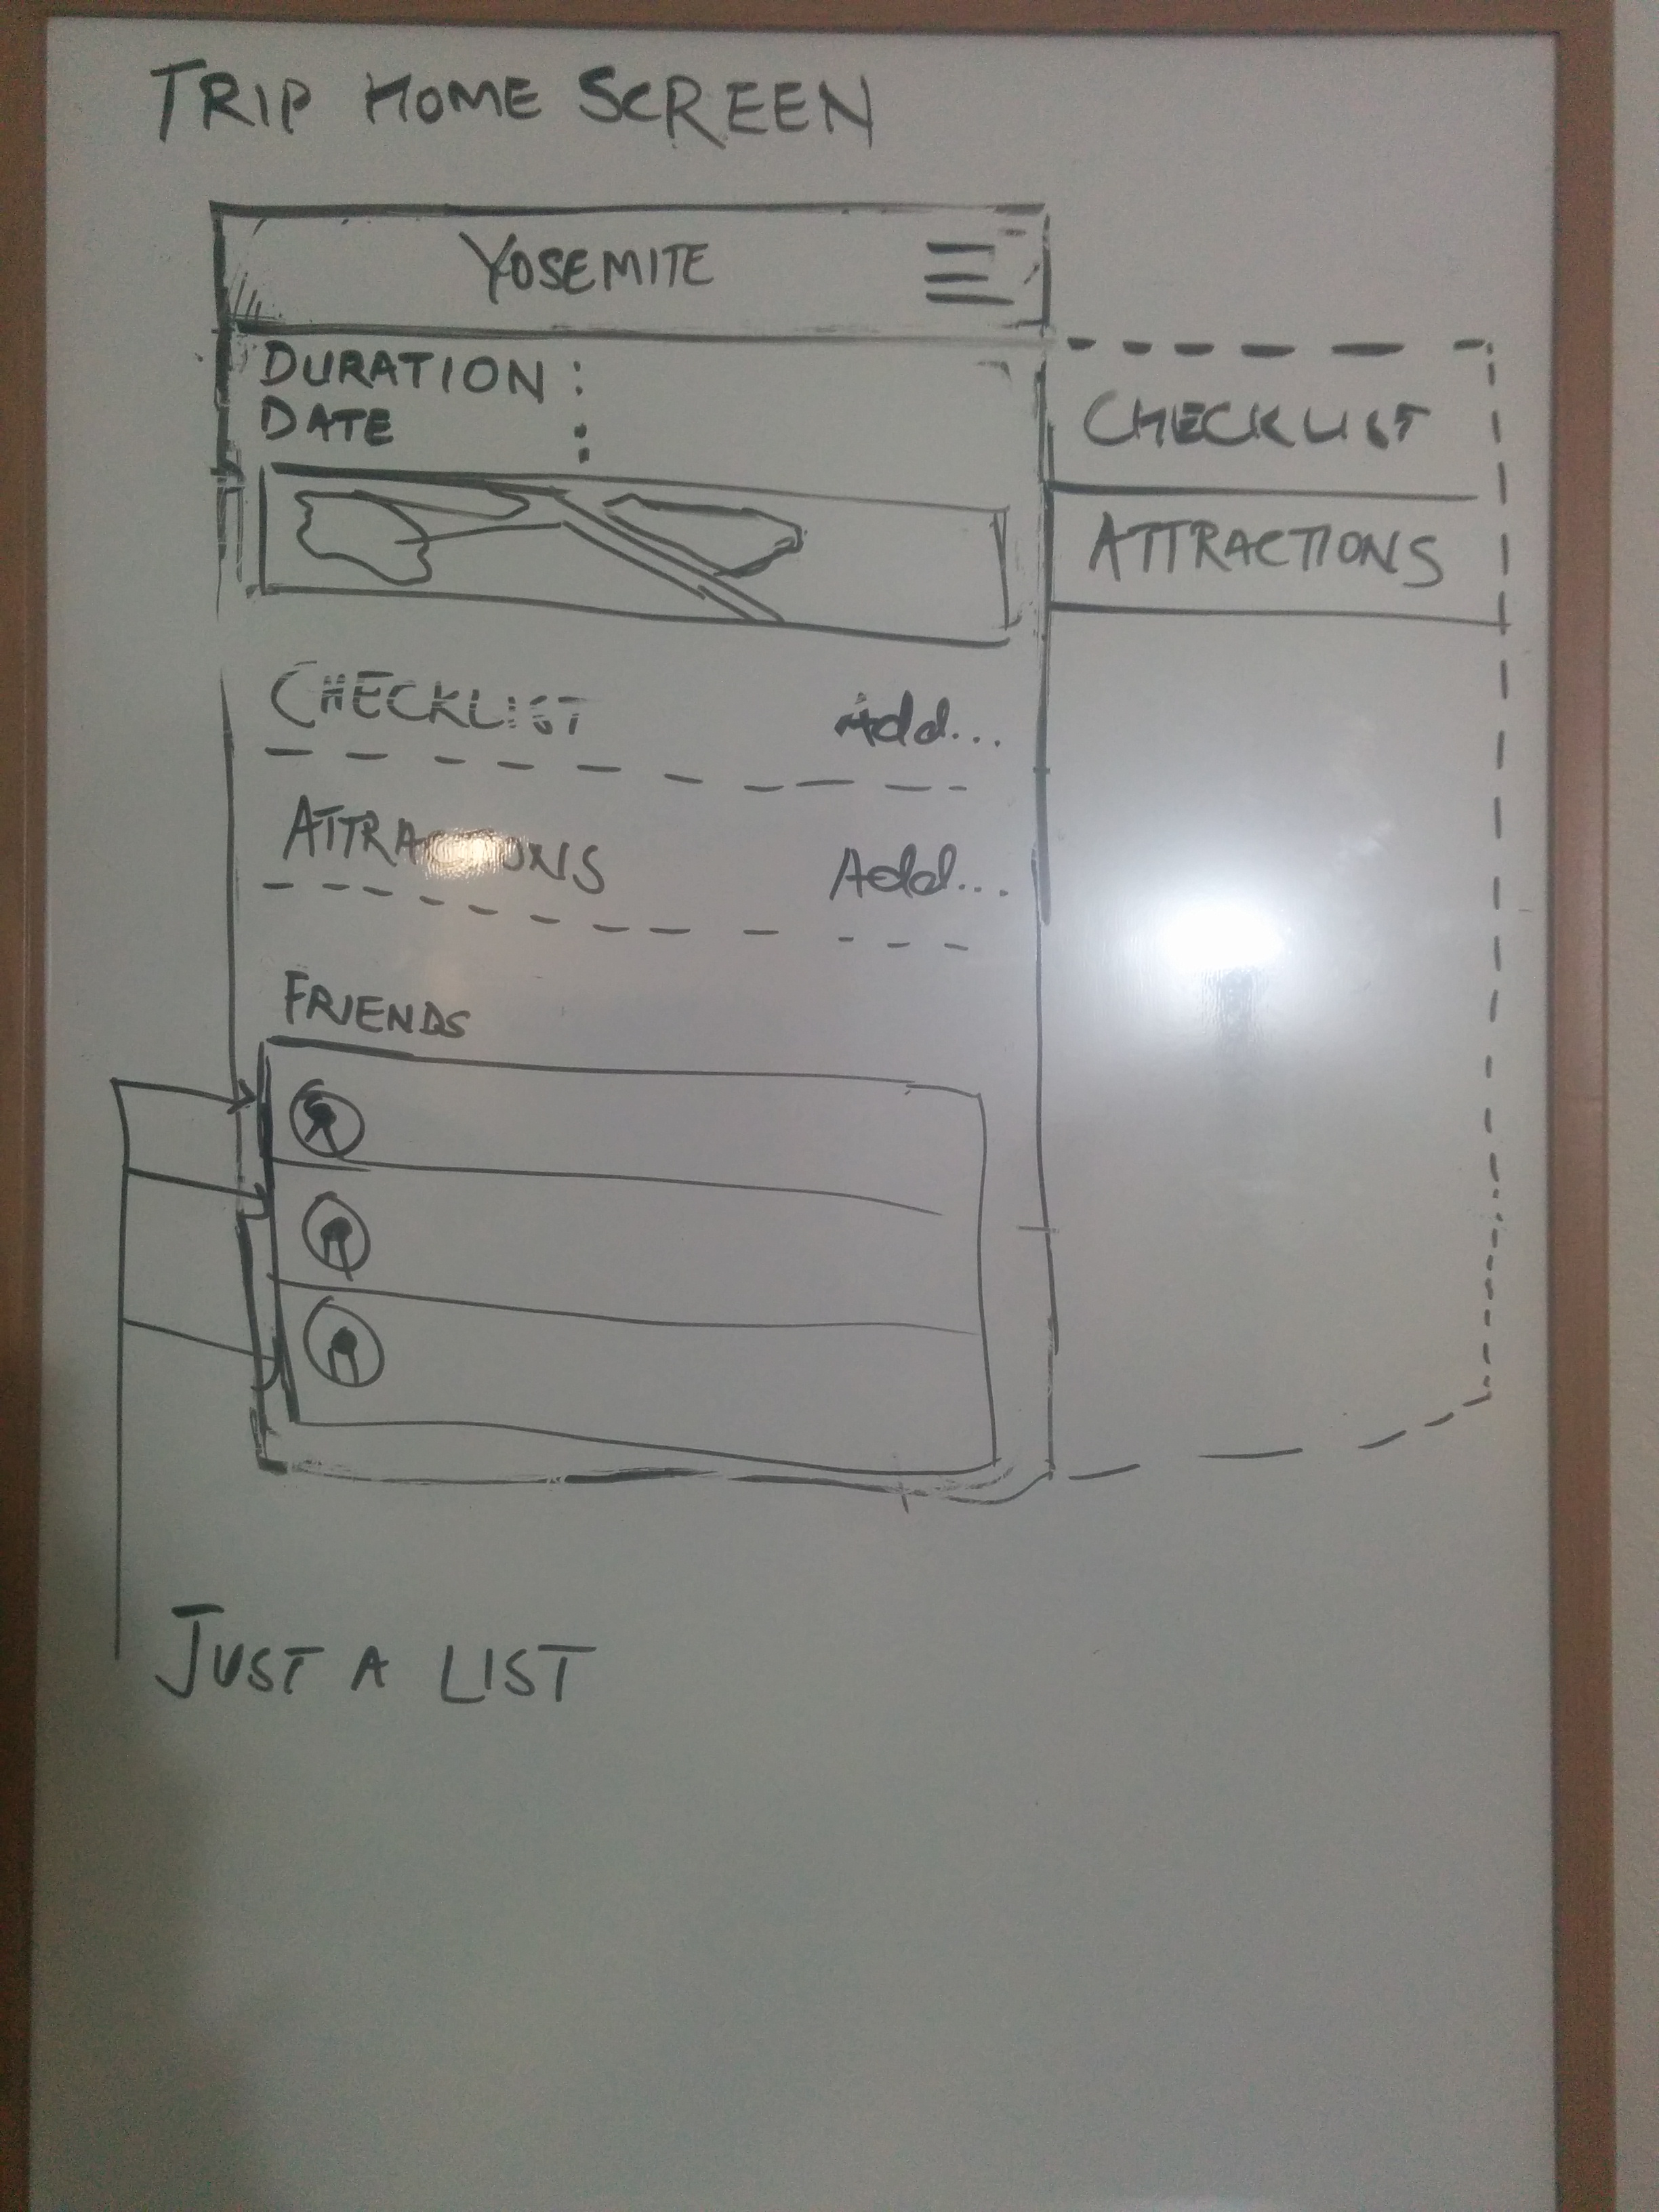 TRIP HOME SCREEN
YOSEMITE
DURATION :
DATE :
CHECKLIST
ATTRACTIONS
CHECKLIST Add...
ATTRACTIONS Add...
FRIENDS
JUST A LIST